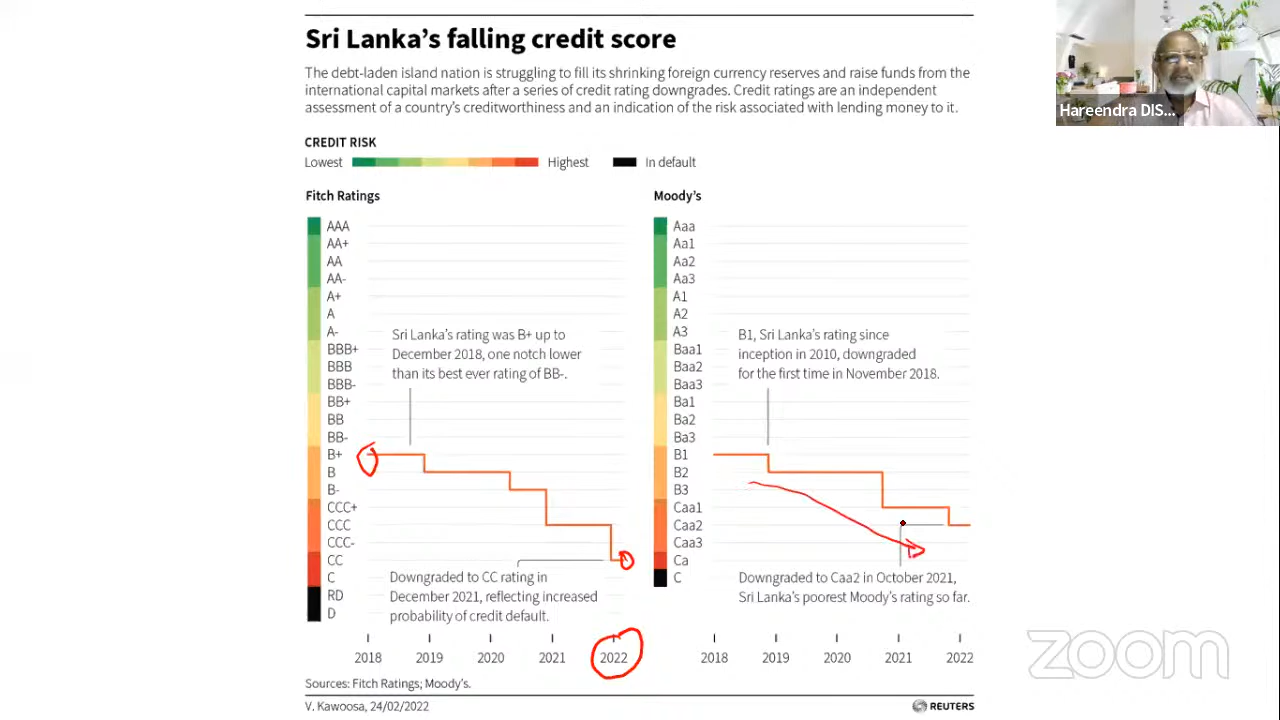 Sri Lanka's falling credit score
The debt-laden island nation is struggling to fill its shrinking foreign currency reserves and raise funds from the
international capital markets after a series of credit rating downgrades. Credit ratings are an independent
assessment of a country's creditworthiness and an indication of the risk associated with lending money to it.
CREDIT RISK
Lowest
Highest
In default
Fitch Ratings
AAA
AA+
AA
AA-
A+
A
A-
BBB+
BBB
BBB-
BB+
BB
BB-
B+
B
B-
CCC+
CCC
CCC-
CC
C
RD
D
Sri Lanka's rating was B+ up to
December 2018, one notch lower
than its best ever rating of BB-.
Downgraded to CC rating in
December 2021, reflecting increased
probability of credit default.
2018
2019
2020
2021
2022
Moody's
Aaa
Aa1
Aa2
Aa3
A1
A2
A3
Baa1
Baa2
Baa3
Ba1
Ba2
Ba3
B1
B2
B3
Caa1
Caa2
Caa3
Ca
C
B1, Sri Lanka's rating since
inception in 2010, downgraded
for the first time in November 2018.
Downgraded to Caa2 in October 2021,
Sri Lanka's poorest Moody's rating so far.
2018
2019
2020
2021
2022
Sources: Fitch Ratings; Moody's.
V. Kawoosa, 24/02/2022
REUTERS
Hareendra DIS...
zoom